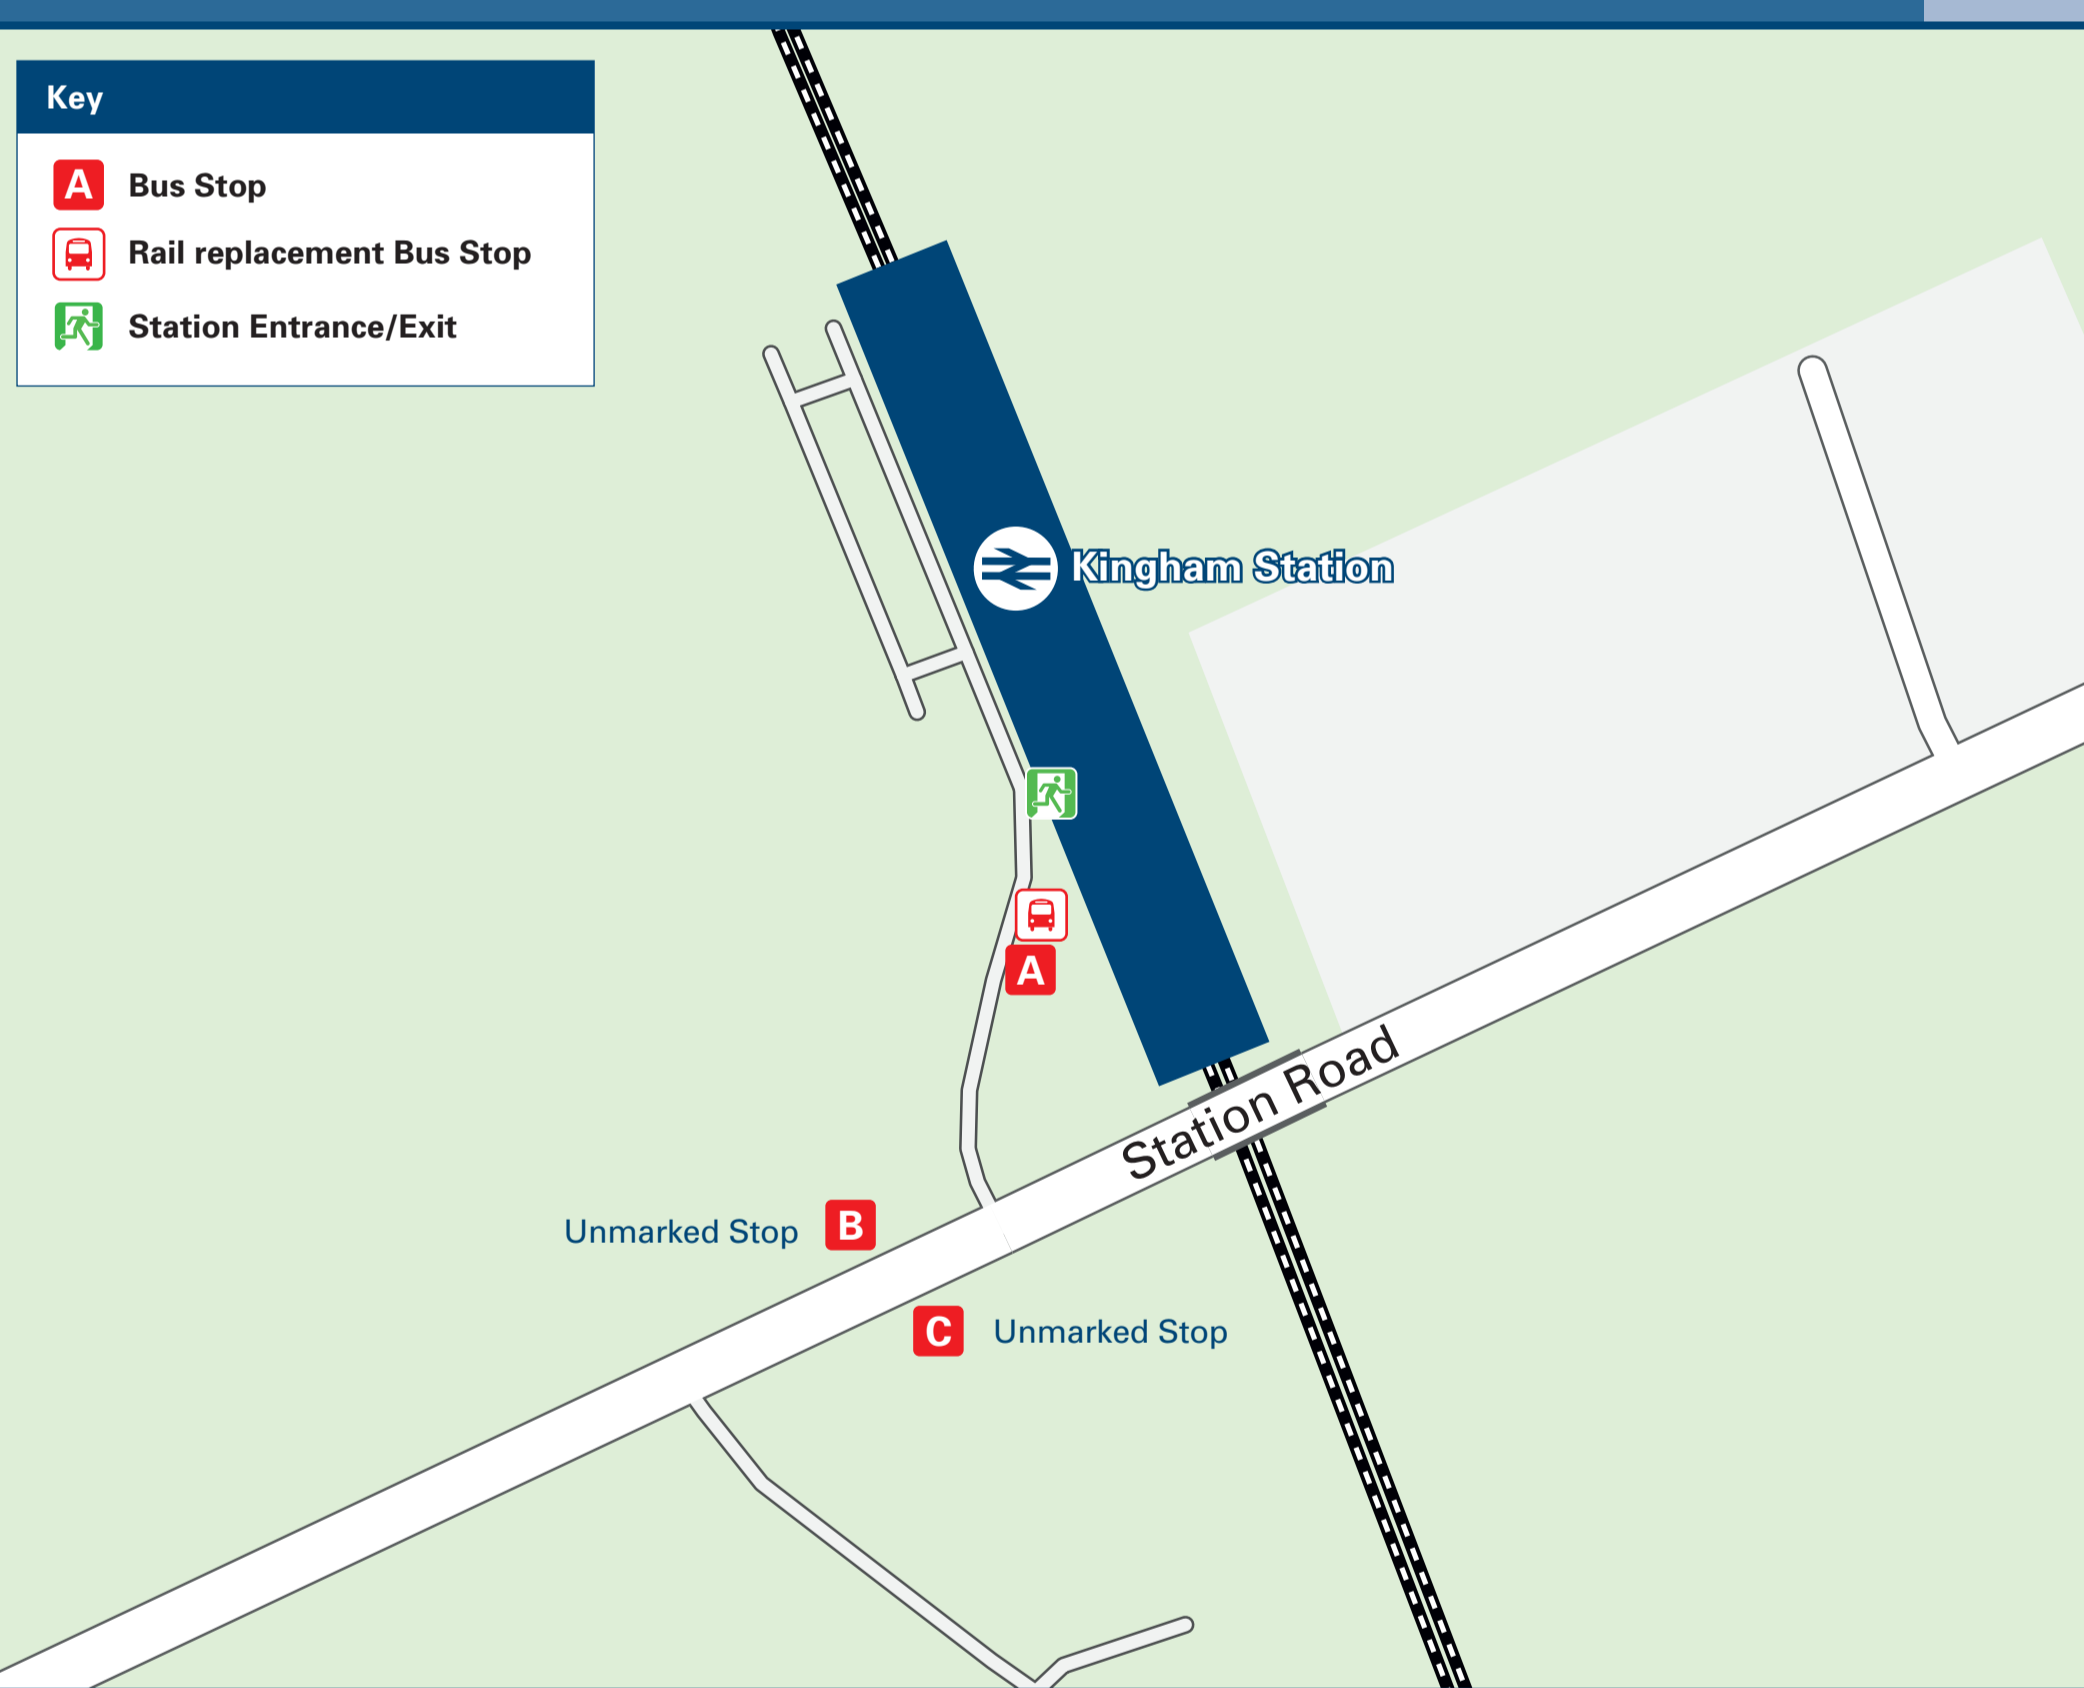 Key
A Bus Stop
Rail replacement Bus Stop
Station Entrance/Exit
Kingham Station
A
Station Road
Unmarked Stop B
C Unmarked Stop